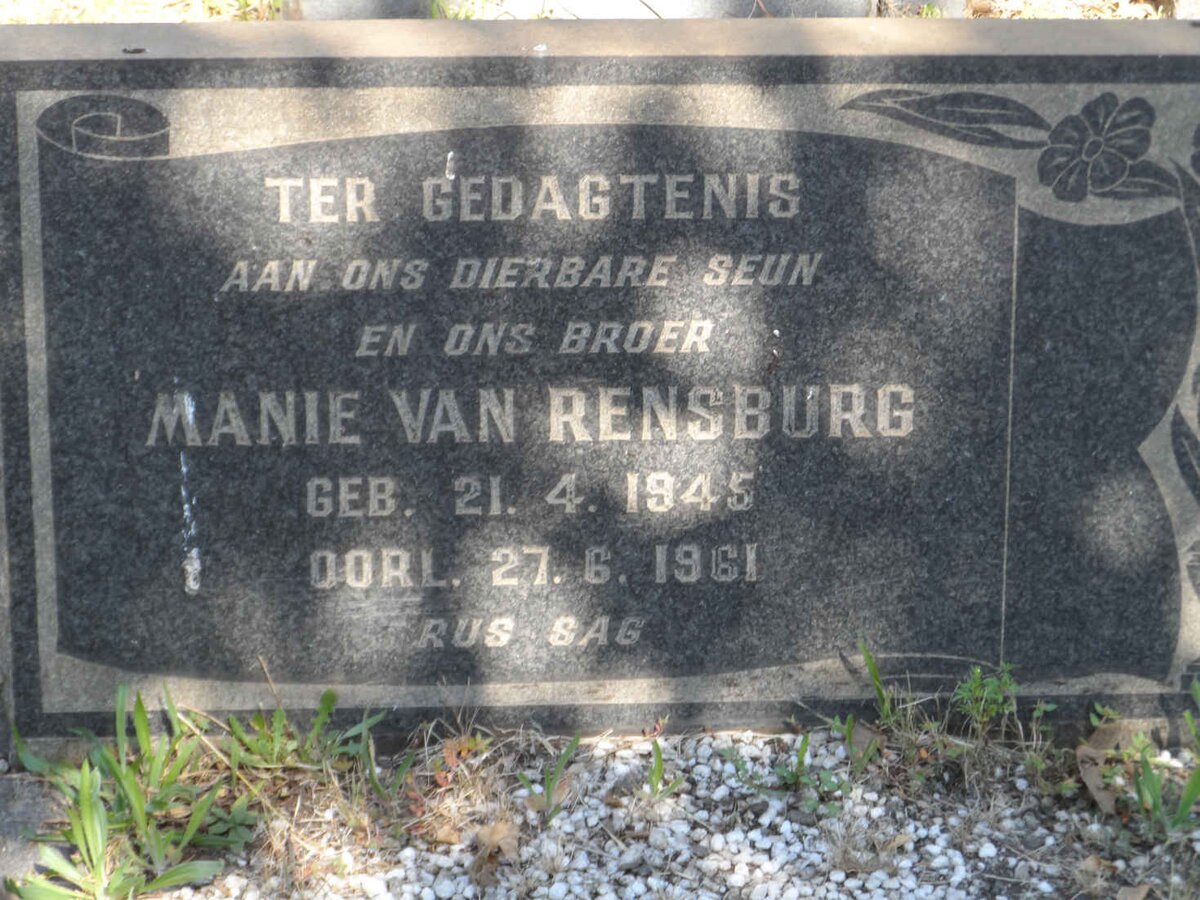 TER GEDAGTENIS
AAN ONS DIERBARE SEUN
EN ONS BROER
MANIE VAN RENSBURG
GEB. 21. 4. 1945
OORL. 27. 6. 1961
RUS SAG